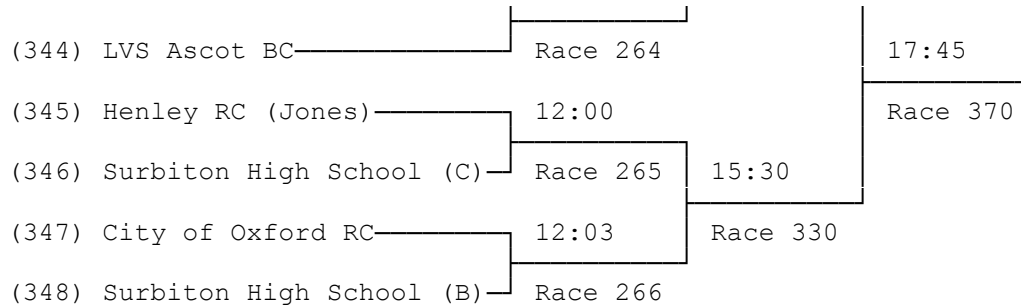 (344) LVS Ascot BC Race 264 17:45
(345) Henley RC (Jones) 12:00 Race 370
(346) Surbiton High School (C) Race 265 15:30
(347) City of Oxford RC 12:03 Race 330
(348) Surbiton High School (B) Race 266